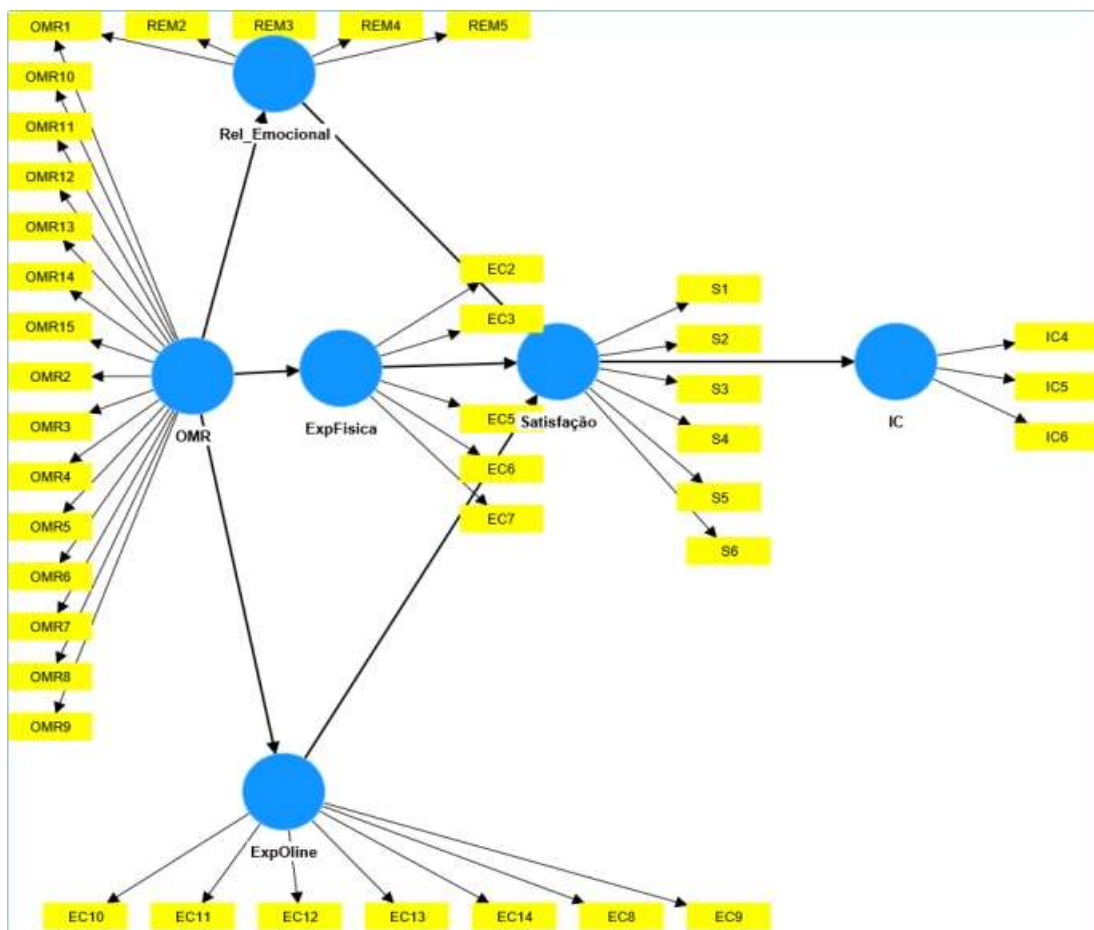 OMR1
REM2
REM3
REM4
REM5
OMR10
OMR11
OMR12
OMR13
OMR14
OMR15
OMR2
OMR3
OMR4
OMR5
OMR6
OMR7
OMR8
OMR9
Rel_Emocional
OMR
ExpFisica
EC2
EC3
EC5
EC6
EC7
Satisfação
S1
S2
S3
S4
S5
S6
IC
IC4
IC5
IC6
ExpOline
EC10
EC11
EC12
EC13
EC14
EC8
EC9